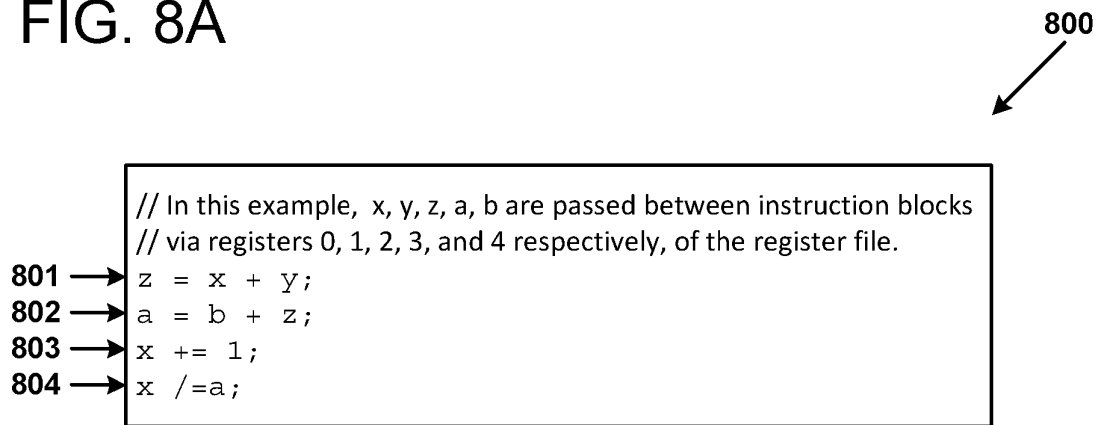 FIG. 8A
800
// In this example,  x, y, z, a, b are passed between instruction blocks
// via registers 0, 1, 2, 3, and 4 respectively, of the register file.
801 z = x + y;
802 a = b + z;
803 x += 1;
804 x /=a;